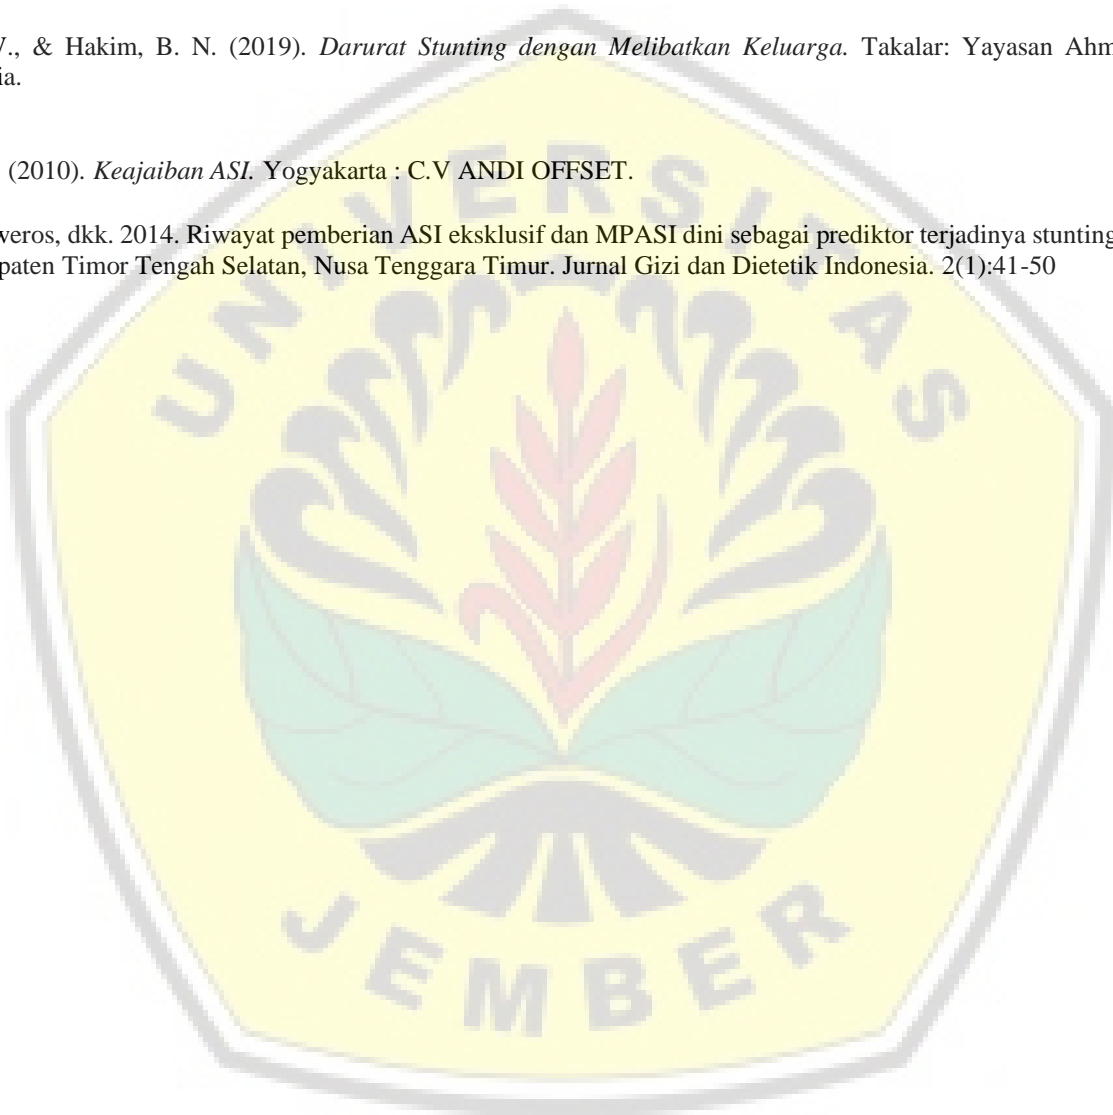 V., & Hakim, B. N. (2019). Darurat Stunting dengan Melibatkan Keluarga. Takalar: Yayasan Ahm
ia.
(2010). Keajaiban ASI. Yogyakarta : C.V ANDI OFFSET.
veros, dkk. 2014. Riwayat pemberian ASI eksklusif dan MPASI dini sebagai prediktor terjadinya stunting
paten Timor Tengah Selatan, Nusa Tenggara Timur. Jurnal Gizi dan Dietetik Indonesia. 2(1):41-50
UNIVERSITAS
JEMBER